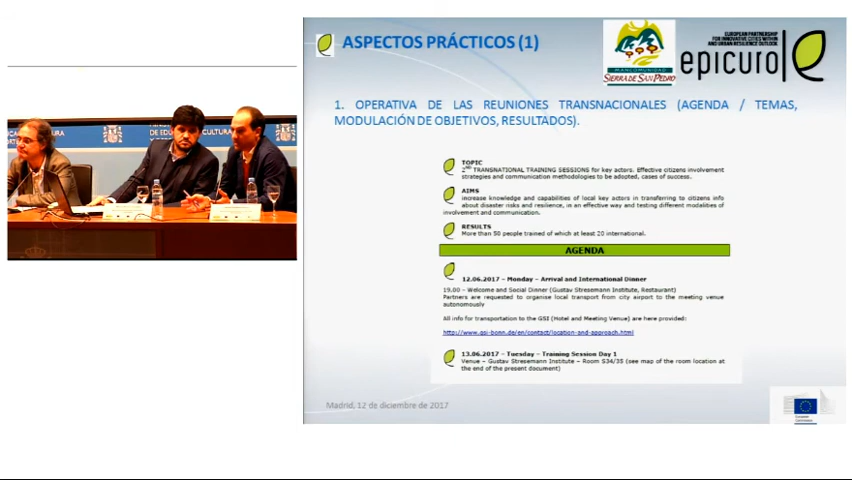 ASPECTOS PRÁCTICOS (1)
MANCOMUNIDAD
SIERRA DE SAN PEDRO
EUROPEAN PARTNERSHIP
FOR INNOVATIVE CITIES WITHIN
AND URBAN RESILIENCE OUTLOOK
epicuro
1. OPERATIVA DE LAS REUNIONES TRANSNACIONALES (AGENDA / TEMAS,
MODULACIÓN DE OBJETIVOS, RESULTADOS).
TOPIC
2ND TRANSNATIONAL TRAINING SESSIONS for key actors. Effective citizens involvement
strategies and communication methodologies to be adopted, cases of success.
AIMS
increase knowledge and capabilities of local key actors in transferring to citizens info
about disaster risks and resilience, in an effective way and testing different modalities of
involvement and communication.
RESULTS
More than 50 people trained of which at least 20 international.
AGENDA
12.06.2017 – Monday – Arrival and International Dinner
19.00 – Welcome and Social Dinner (Gustav Stresemann Institute, Restaurant)
Partners are requested to organise local transport from city airport to the meeting venue
autonomously
All info for transportation to the GSI (Hotel and Meeting Venue) are here provided:
http://www.gsi-bonn.de/en/contact/location-and-approach.html
13.06.2017 – Tuesday – Training Session Day 1
Venue – Gustav Stresemann Institute – Room S34/35 (see map of the room location at
the end of the present document)
Madrid, 12 de diciembre de 2017